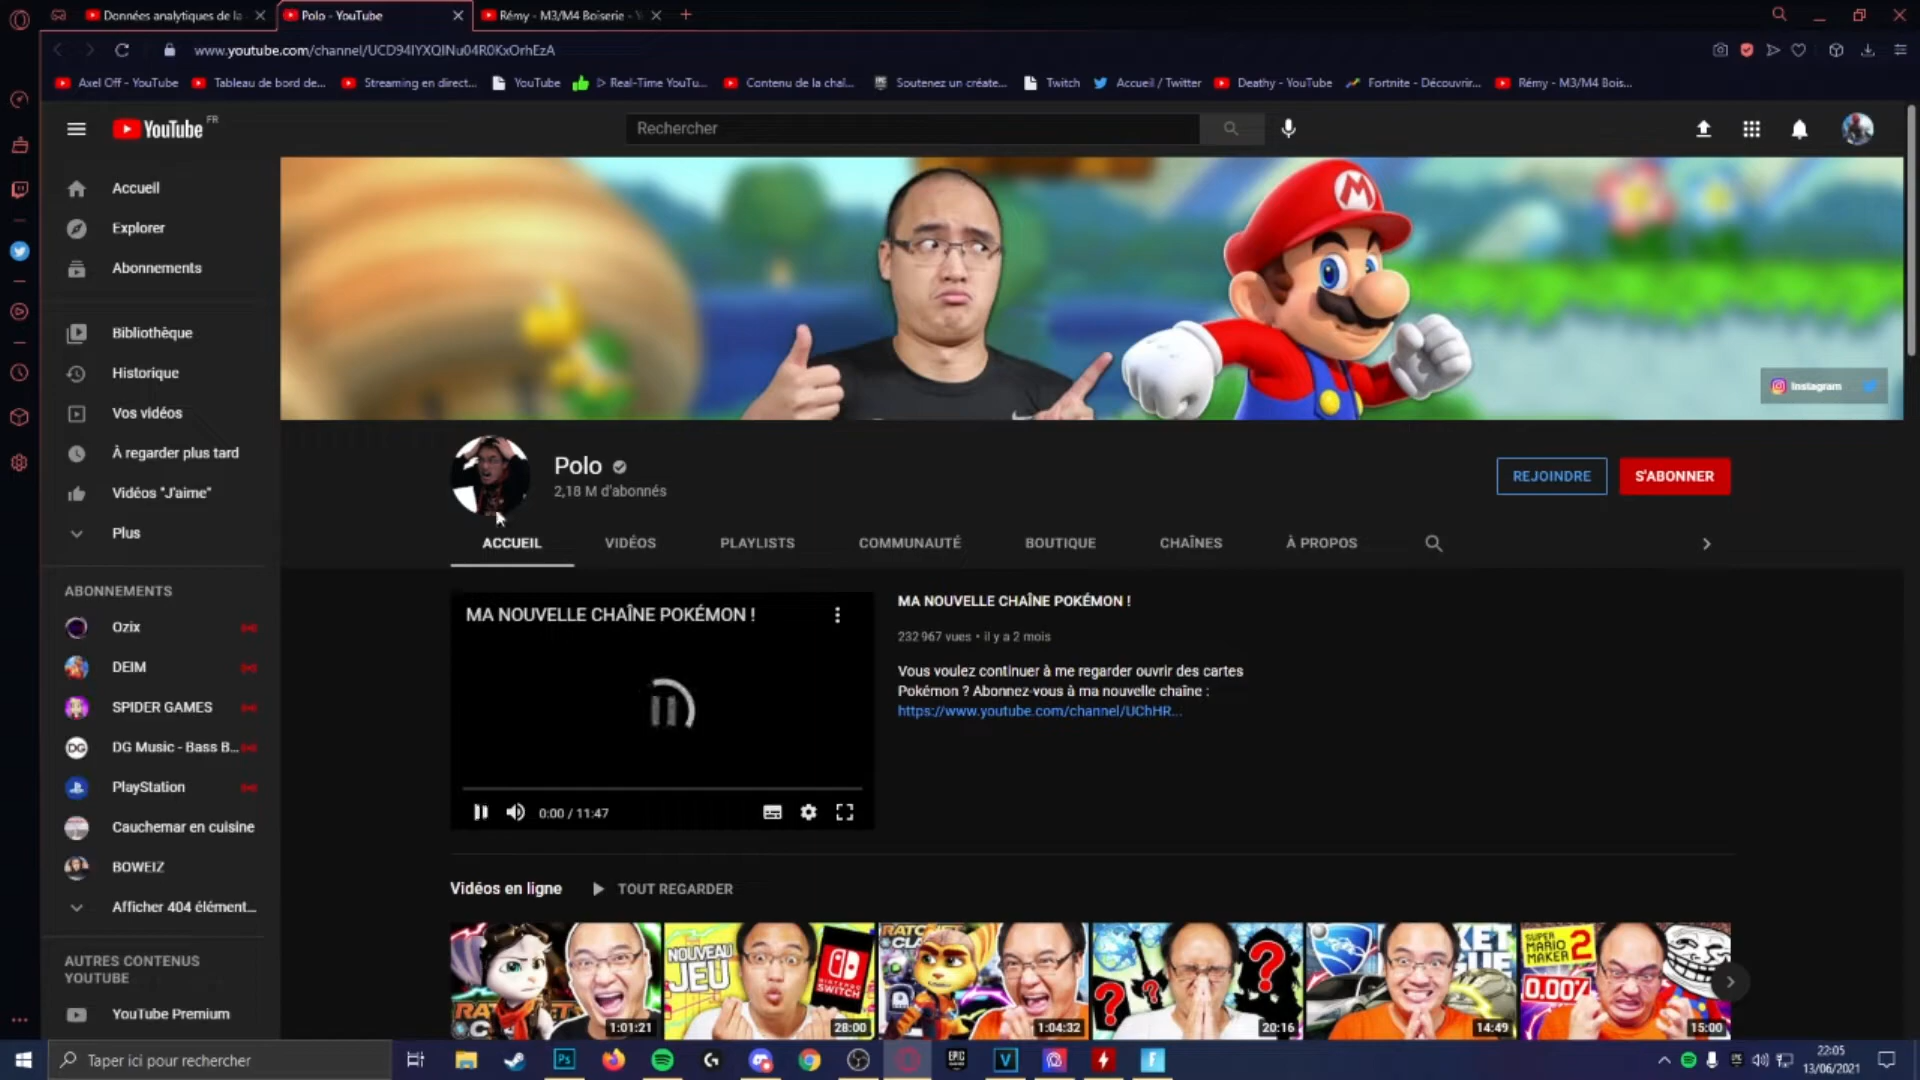 Données analytiques de la
Polo - YouTube
Rémy - M3/M4 Boiserie - Y
www.youtube.com/channel/UCD94IYXQINu04R0KxOrhEzA
Axel Off - YouTube
Tableau de bord de...
Streaming en direct...
YouTube
▷ Real-Time YouTu...
Contenu de la chaî...
Soutenez un créate...
Twitch
Accueil / Twitter
Deathy - YouTube
Fortnite - Découvrir...
Rémy - M3/M4 Bois...
YouTube FR
Rechercher
Accueil
Explorer
Abonnements
Bibliothèque
Historique
Vos vidéos
À regarder plus tard
Vidéos "J'aime"
Plus
ABONNEMENTS
Ozix
DEIM
SPIDER GAMES
DG Music - Bass B...
PlayStation
Cauchemar en cuisine
BOWEIZ
Afficher 404 élément...
AUTRES CONTENUS
YOUTUBE
YouTube Premium
M
Instagram
Polo
2,18 M d'abonnés
REJOINDRE
S'ABONNER
ACCUEIL
VIDÉOS
PLAYLISTS
COMMUNAUTÉ
BOUTIQUE
CHAÎNES
À PROPOS
MA NOUVELLE CHAÎNE POKÉMON !
0:00 / 11:47
MA NOUVELLE CHAÎNE POKÉMON !
232 967 vues • il y a 2 mois
Vous voulez continuer à me regarder ouvrir des cartes
Pokémon ? Abonnez-vous à ma nouvelle chaîne :
https://www.youtube.com/channel/UChHR...
Vidéos en ligne
TOUT REGARDER
1:01:21
NOUVEAU
JEU
28:00
1:04:32
20:16
14:49
SUPER
MARIO
MAKER 2
0.00%
15:00
Taper ici pour rechercher
22:05
13/06/2021